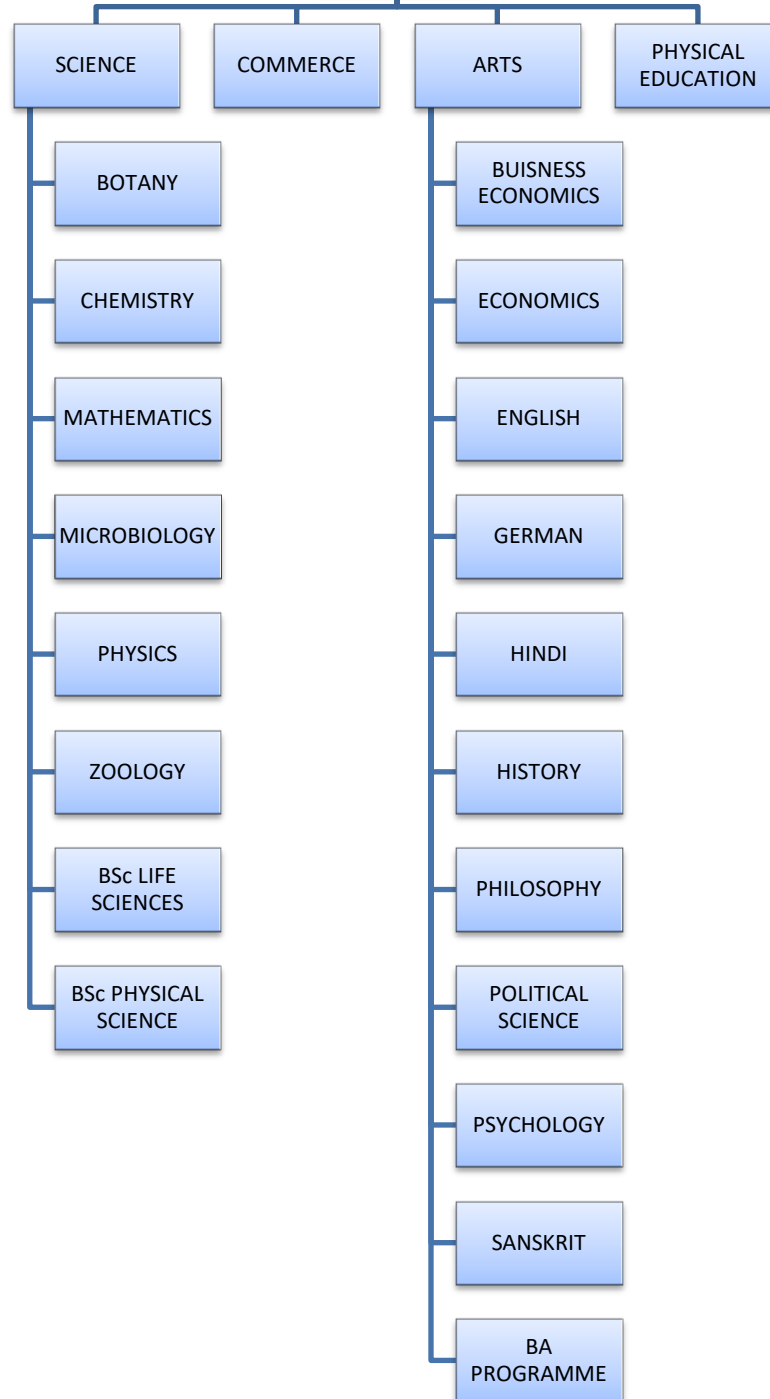 SCIENCE
COMMERCE
ARTS
PHYSICAL
EDUCATION
BOTANY
CHEMISTRY
MATHEMATICS
MICROBIOLOGY
PHYSICS
ZOOLOGY
BSc LIFE
SCIENCES
BSc PHYSICAL
SCIENCE
BUISNESS
ECONOMICS
ECONOMICS
ENGLISH
GERMAN
HINDI
HISTORY
PHILOSOPHY
POLITICAL
SCIENCE
PSYCHOLOGY
SANSKRIT
BA
PROGRAMME